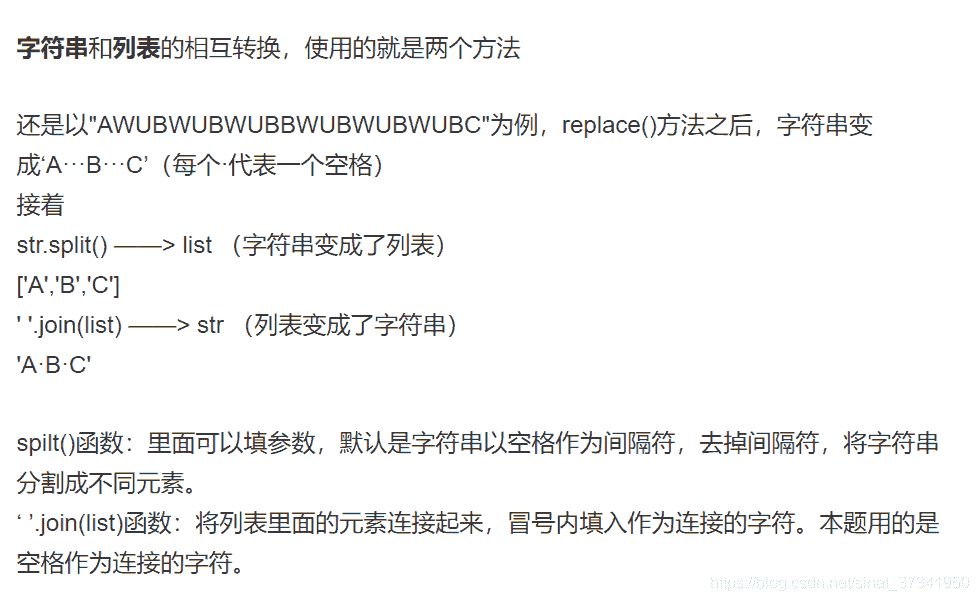 字符串和列表的相互转换，使用的就是两个方法
还是以"AWUBWUBWUBBWUBWUBWUBC"为例，replace()方法之后，字符串变
成‘A···B···C’（每个·代表一个空格）
接着
str.split() ——> list （字符串变成了列表）
['A','B','C']
' '.join(list) ——> str （列表变成了字符串）
'A·B·C'
spilt()函数：里面可以填参数，默认是字符串以空格作为间隔符，去掉间隔符，将字符串
分割成不同元素。
‘ ’.join(list)函数：将列表里面的元素连接起来，冒号内填入作为连接的字符。本题用的是
空格作为连接的字符。
https://blog.csdn.net/sinat_37341950